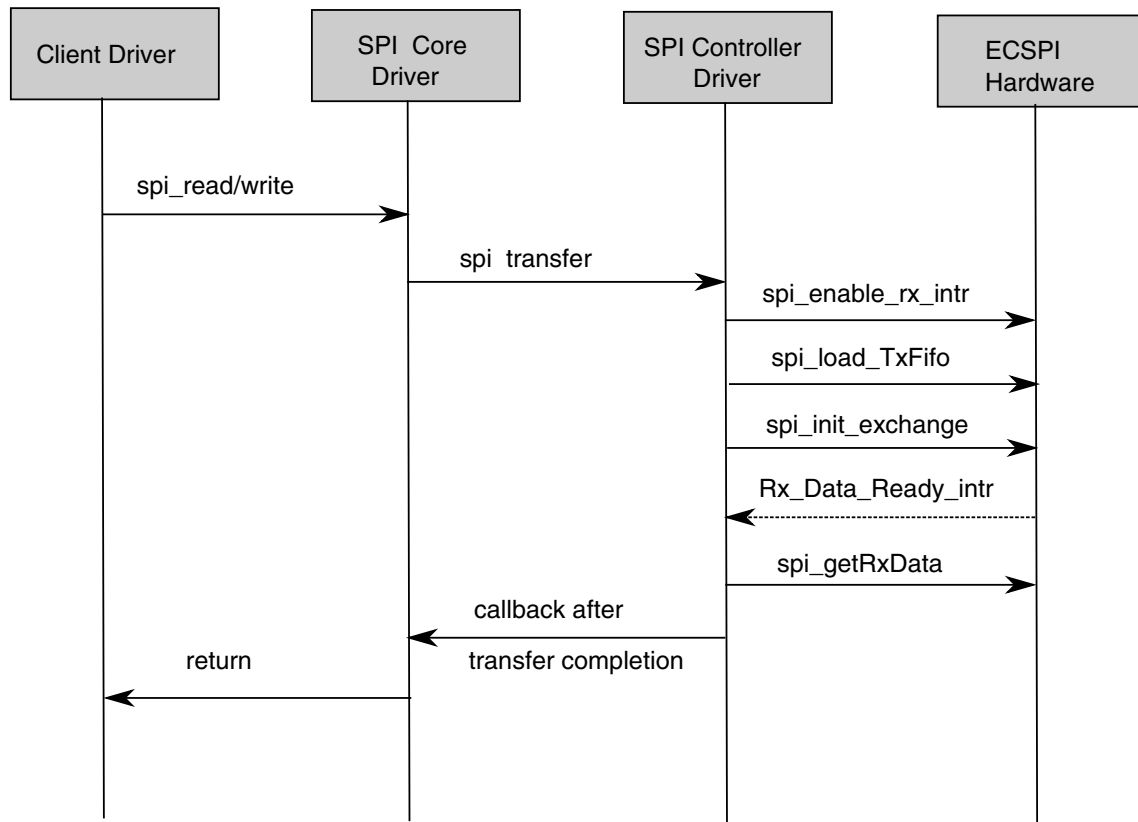 Client Driver
SPI Core
Driver
SPI Controller
Driver
ECSPI
Hardware
spi_read/write
spi transfer
spi_enable_rx_intr
spi_load_TxFifo
spi_init_exchange
Rx_Data_Ready_intr
spi_getRxData
callback after
transfer completion
return